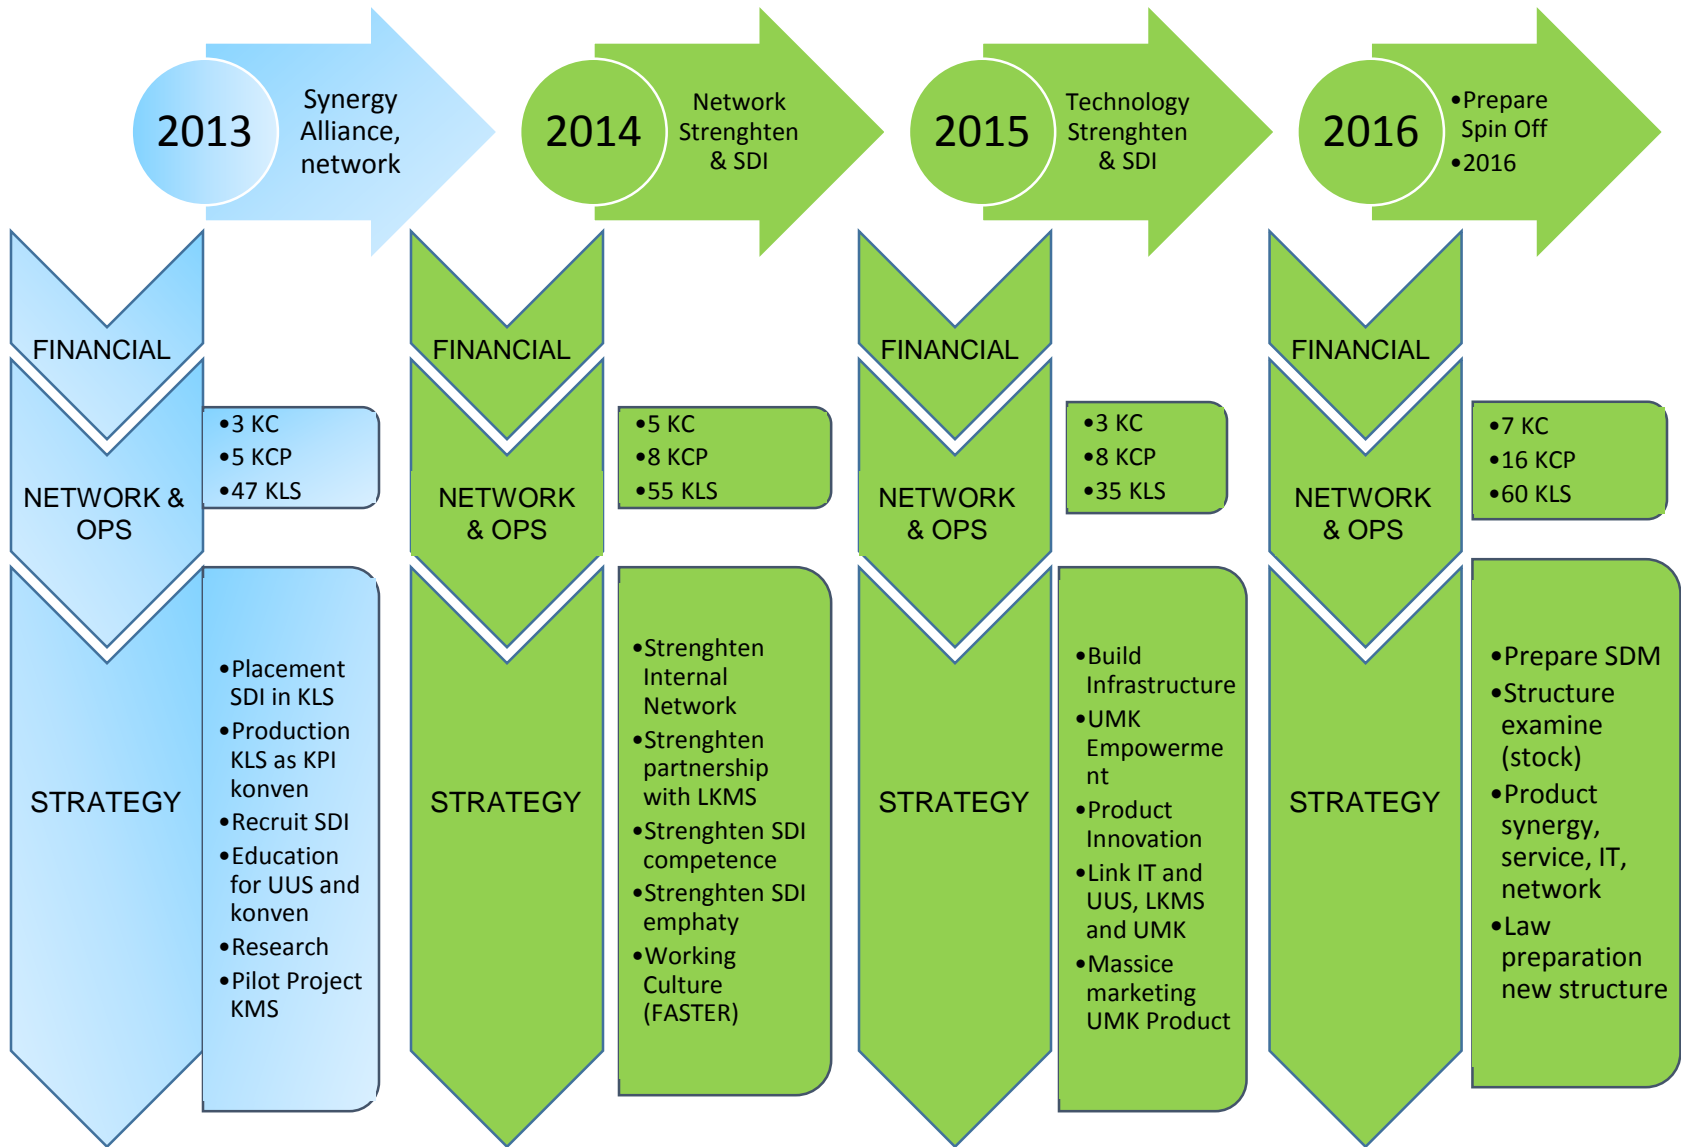 2013
Synergy
Alliance,
network
2014
Network
Strenghten
& SDI
2015
Technology
Strenghten
& SDI
2016
•Prepare
Spin Off
•2016
FINANCIAL
NETWORK &
OPS
•3 KC
•5 KCP
•47 KLS
STRATEGY
•Placement
SDI in KLS
•Production
KLS as KPI
konven
•Recruit SDI
•Education
for UUS and
konven
•Research
•Pilot Project
KMS
FINANCIAL
NETWORK
& OPS
•5 KC
•8 KCP
•55 KLS
STRATEGY
•Strenghten
Internal
Network
•Strenghten
partnership
with LKMS
•Strenghten SDI
competence
•Strenghten SDI
emphaty
•Working
Culture
(FASTER)
FINANCIAL
NETWORK
& OPS
•3 KC
•8 KCP
•35 KLS
STRATEGY
•Build
Infrastructure
•UMK
Empowerme
nt
•Product
Innovation
•Link IT and
UUS, LKMS
and UMK
•Massice
marketing
UMK Product
FINANCIAL
NETWORK
& OPS
•7 KC
•16 KCP
•60 KLS
STRATEGY
•Prepare SDM
•Structure
examine
(stock)
•Product
synergy,
service, IT,
network
•Law
preparation
new structure